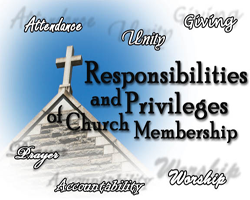 Attendance
Unity
Giving
Responsibilities
and Privileges
of Church
Membership
Prayer
Accountability
Worship